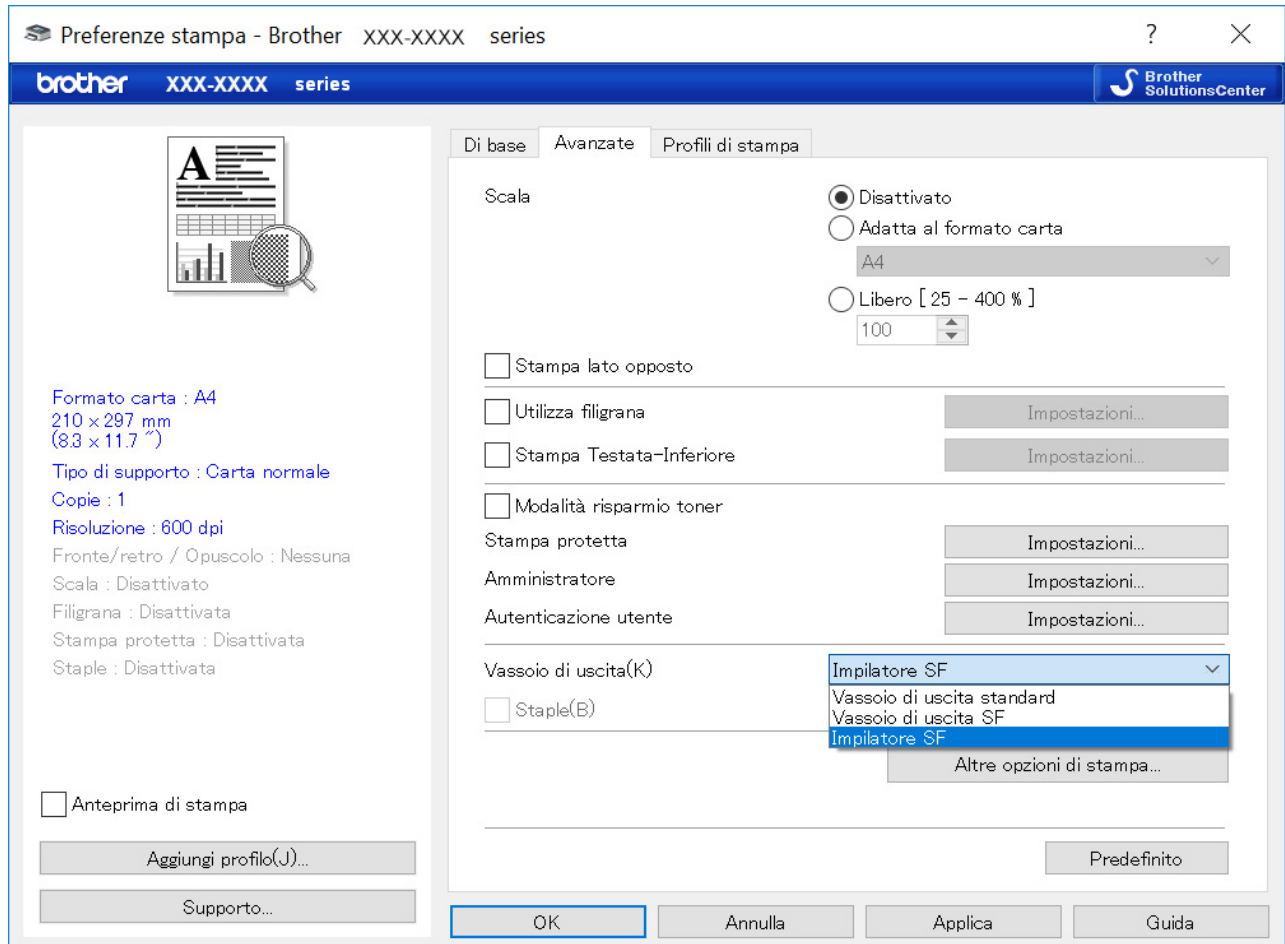 Preferenze stampa - Brother XXX-XXXX series ?
brother XXX-XXXX series
Brother
SolutionsCenter
A
Formato carta : A4
210 x 297 mm
(8.3 x 11.7 ")
Tipo di supporto : Carta normale
Copie : 1
Risoluzione : 600 dpi
Fronte/retro / Opuscolo : Nessuna
Scala : Disattivato
Filigrana : Disattivata
Stampa protetta : Disattivata
Staple : Disattivata
Anteprima di stampa
Aggiungi profilo(J)...
Supporto...
Di base Avanzate Profili di stampa
Scala
Disattivato
Adatta al formato carta
A4
Libero [ 25 - 400 % ]
100
Stampa lato opposto
Utilizza filigrana Impostazioni...
Stampa Testata-Inferiore Impostazioni...
Modalità risparmio toner
Stampa protetta Impostazioni...
Amministratore Impostazioni...
Autenticazione utente Impostazioni...
Vassoio di uscita(K) Impilatore SF
Vassoio di uscita standard
Staple(B)
Vassoio di uscita SF
Impilatore SF
Altre opzioni di stampa...
Predefinito
OK Annulla Applica Guida